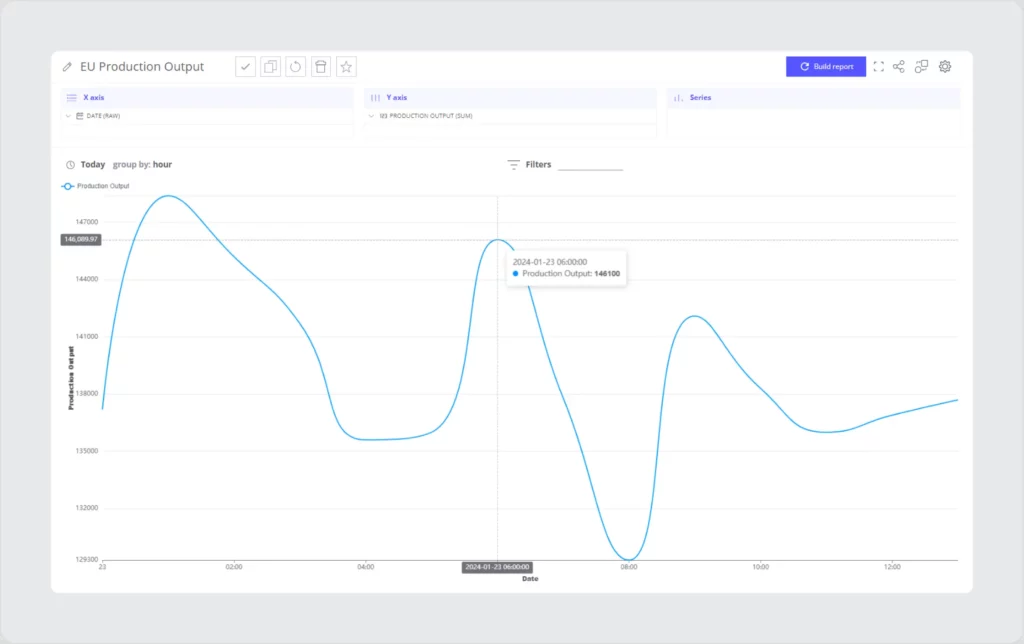 EU Production Output
Build report
X axis
Y axis
Series
DATE (RAW)
123 PRODUCTION OUTPUT (SUM)
Today group by: hour
Filters
Production Output
147000
146,089.97
144000
141000
138000
135000
132000
129300
Production Output
2024-01-23 06:00:00
Production Output: 146100
23
02:00
04:00
2024-01-23 06:00:00
08:00
10:00
12:00
Date